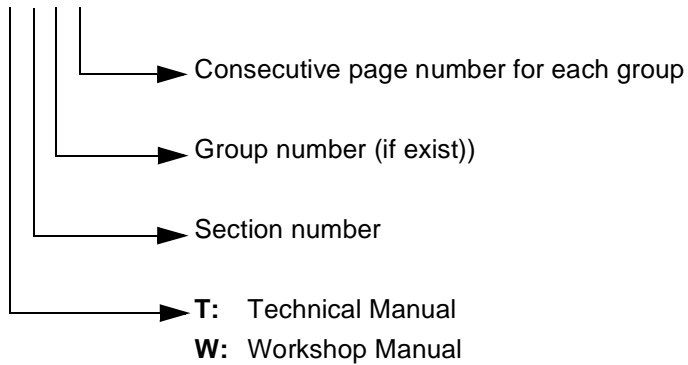 Consecutive page number for each group
Group number (if exist))
Section number
T: Technical Manual
W: Workshop Manual